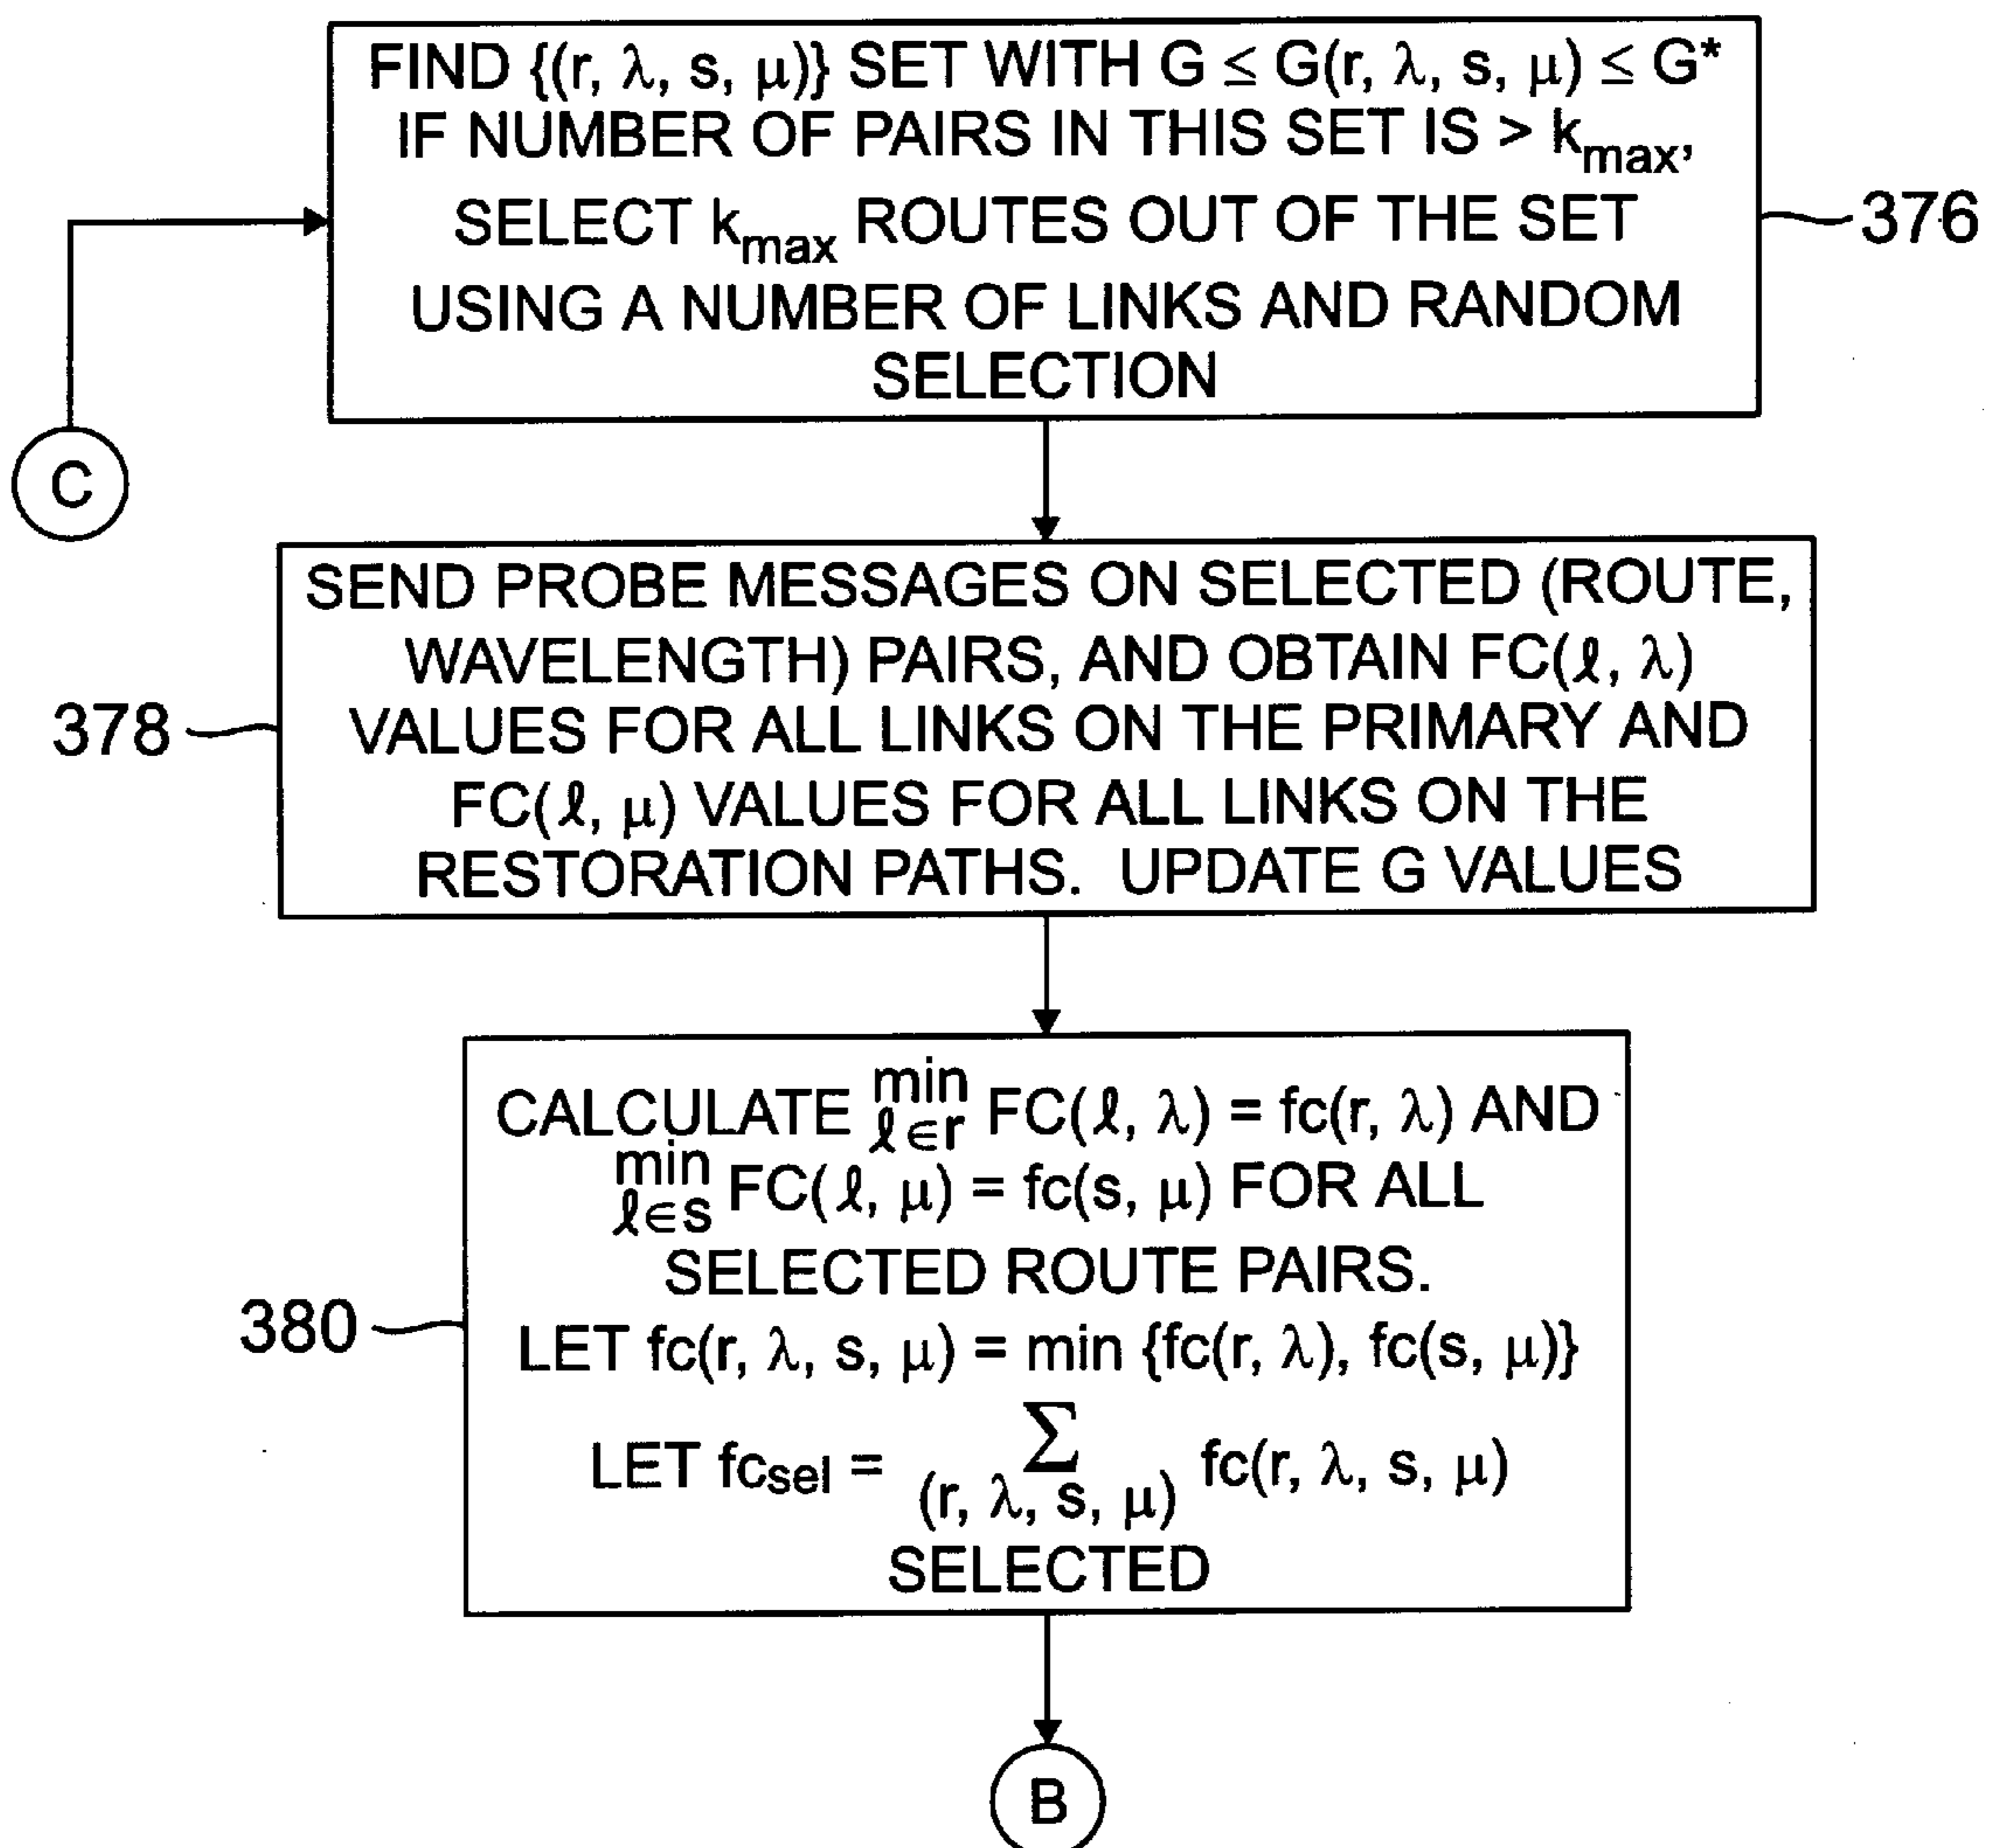 FIND {(r, λ, s, μ)} SET WITH G ≤ G(r, λ, s, μ) ≤ G*
IF NUMBER OF PAIRS IN THIS SET IS > kmax,
SELECT kmax ROUTES OUT OF THE SET
USING A NUMBER OF LINKS AND RANDOM
SELECTION
376
C
SEND PROBE MESSAGES ON SELECTED (ROUTE,
WAVELENGTH) PAIRS, AND OBTAIN FC(ℓ, λ)
VALUES FOR ALL LINKS ON THE PRIMARY AND
FC(ℓ, μ) VALUES FOR ALL LINKS ON THE
RESTORATION PATHS. UPDATE G VALUES
378
CALCULATE min ℓ∈r FC(ℓ, λ) = fc(r, λ) AND
min ℓ∈s FC(ℓ, μ) = fc(s, μ) FOR ALL
SELECTED ROUTE PAIRS.
LET fc(r, λ, s, μ) = min {fc(r, λ), fc(s, μ)}
LET fcsel = Σ (r, λ, s, μ) fc(r, λ, s, μ)
SELECTED
380
B